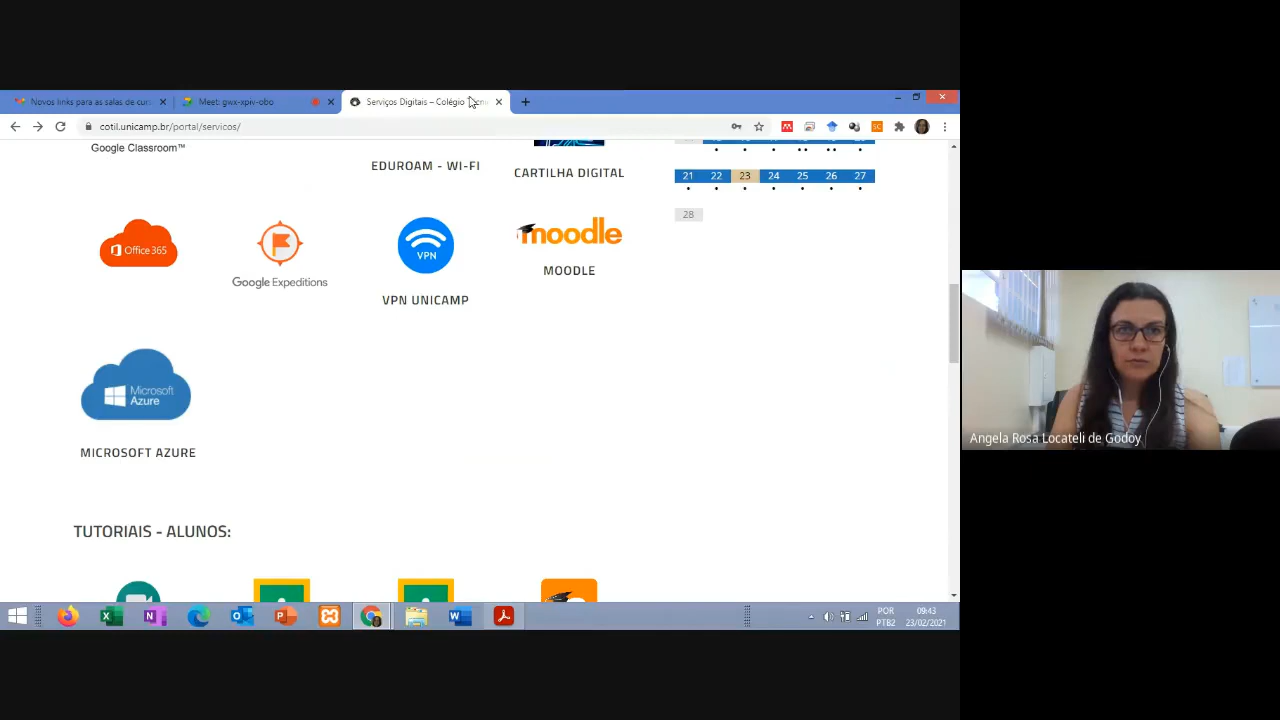 Novos links para as salas de curs
Meet: gwx-xpiv-obo
Serviços Digitais – Colégio Técni
cotil.unicamp.br/portal/servicos/
SC
Google Classroom™
EDUROAM - WI-FI
CARTILHA DIGITAL
21 22 23 24 25 26 27
28
Office 365
Google Expeditions
VPN
VPN UNICAMP
moodle
MOODLE
Microsoft Azure
MICROSOFT AZURE
TUTORIAIS - ALUNOS:
Angela Rosa Locateli de Godoy
POR
PTB2
09:43
23/02/2021